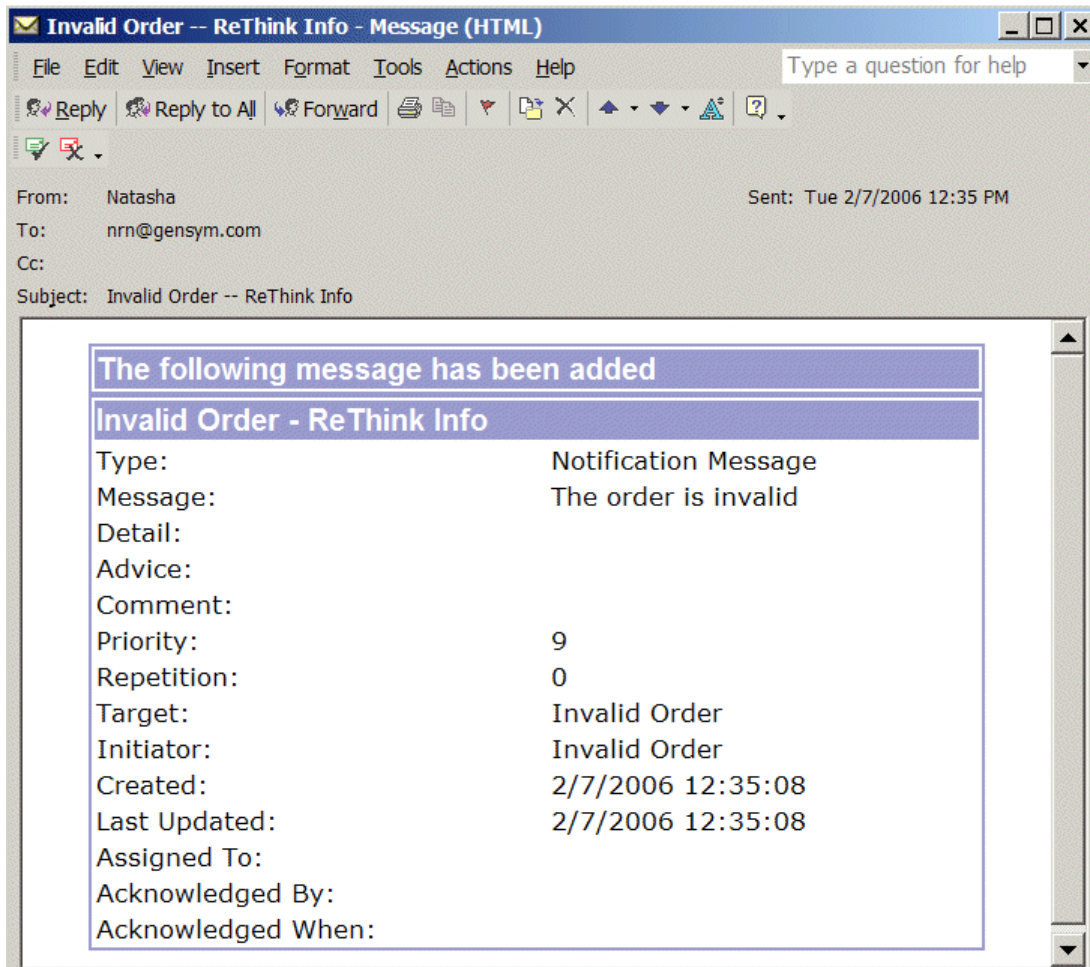 Invalid Order -- ReThink Info - Message (HTML)
File Edit View Insert Format Tools Actions Help Type a question for help
Reply Reply to All Forward
From: Natasha Sent: Tue 2/7/2006 12:35 PM
To: nrn@gensym.com
Cc:
Subject: Invalid Order -- ReThink Info
The following message has been added
Invalid Order - ReThink Info
Type: Notification Message
Message: The order is invalid
Detail:
Advice:
Comment:
Priority: 9
Repetition: 0
Target: Invalid Order
Initiator: Invalid Order
Created: 2/7/2006 12:35:08
Last Updated: 2/7/2006 12:35:08
Assigned To:
Acknowledged By:
Acknowledged When: